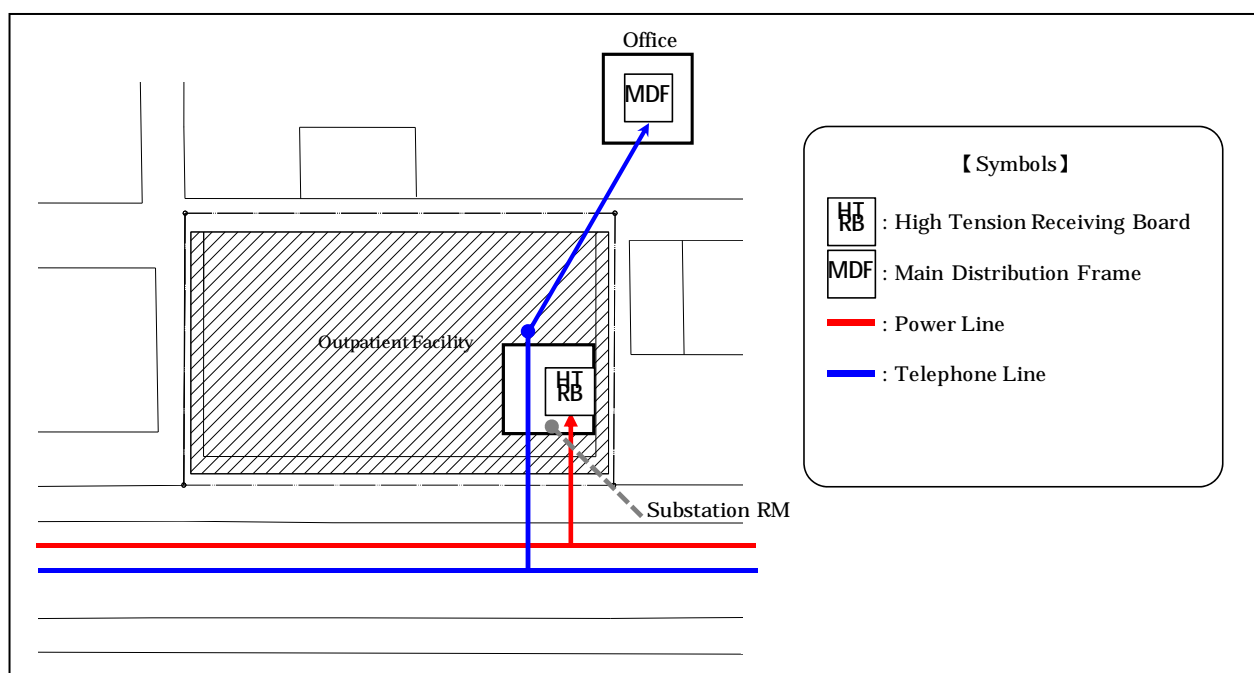 Office
MDF
Outpatient Facility
HT
RB
Substation RM
【Symbols】
HT
RB
: High Tension Receiving Board
MDF
: Main Distribution Frame
: Power Line
: Telephone Line